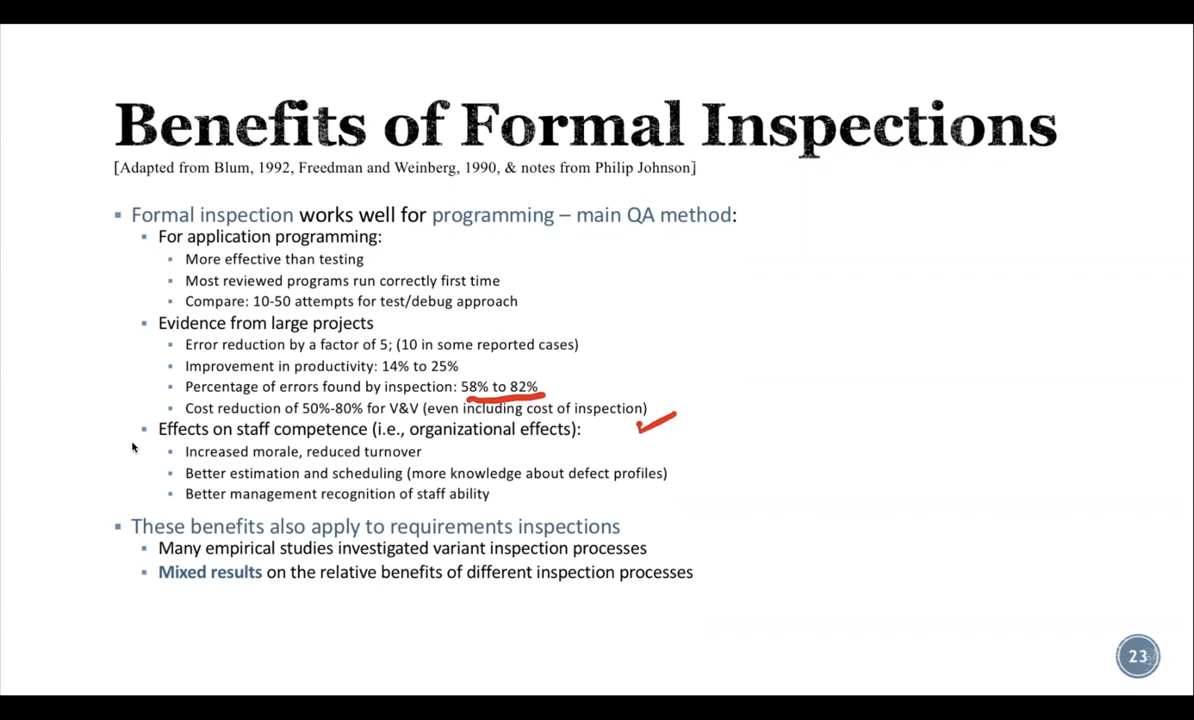 Benefits of Formal Inspections
[Adapted from Blum, 1992, Freedman and Weinberg, 1990, & notes from Philip Johnson]
▪ Formal inspection works well for programming – main QA method:
▪ For application programming:
▪ More effective than testing
▪ Most reviewed programs run correctly first time
▪ Compare: 10-50 attempts for test/debug approach
▪ Evidence from large projects
▪ Error reduction by a factor of 5; (10 in some reported cases)
▪ Improvement in productivity: 14% to 25%
▪ Percentage of errors found by inspection: 58% to 82%
▪ Cost reduction of 50%-80% for V&V (even including cost of inspection)
▪ Effects on staff competence (i.e., organizational effects):
▪ Increased morale, reduced turnover
▪ Better estimation and scheduling (more knowledge about defect profiles)
▪ Better management recognition of staff ability
▪ These benefits also apply to requirements inspections
▪ Many empirical studies investigated variant inspection processes
▪ Mixed results on the relative benefits of different inspection processes
23